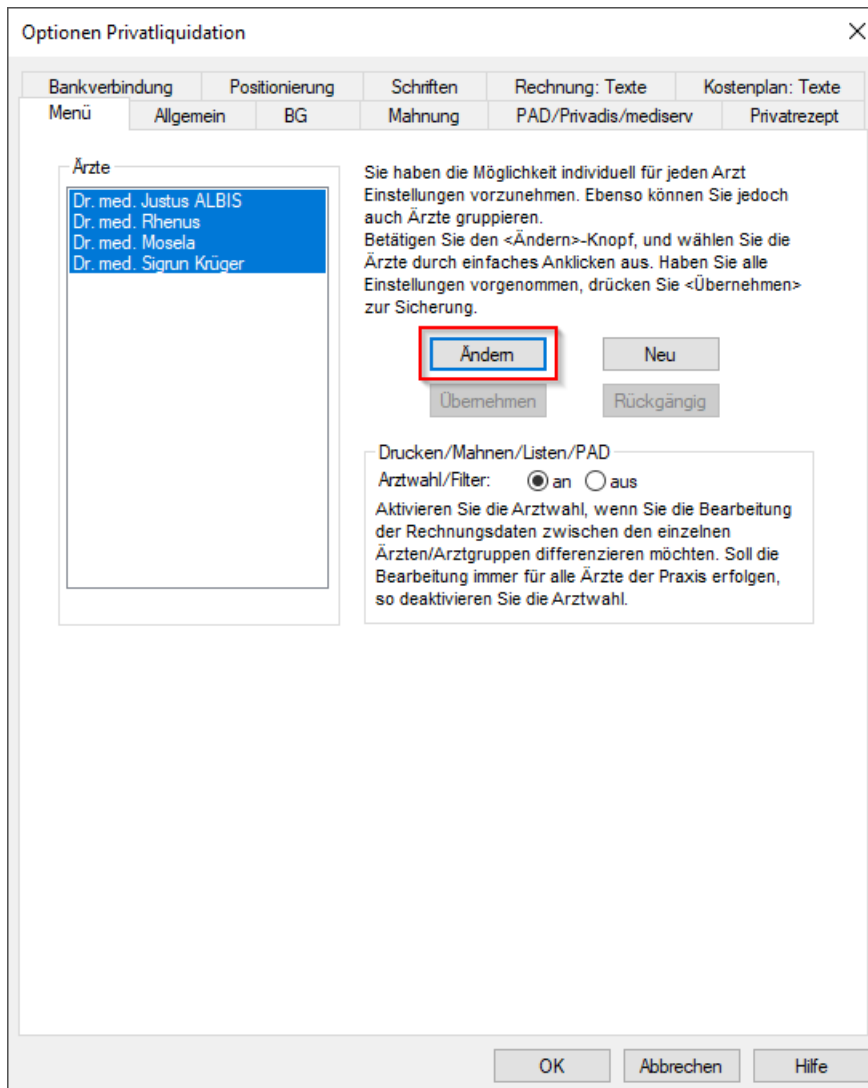 Optionen Privatliquidation
Bankverbindung Positionierung Schriften Rechnung: Texte Kostenplan: Texte
Menü Allgemein BG Mahnung PAD/Privadis/mediserv Privatrezept
Ärzte
Dr. med. Justus ALBIS
Dr. med. Rhenus
Dr. med. Mosela
Dr. med. Sigrun Krüger
Sie haben die Möglichkeit individuell für jeden Arzt
Einstellungen vorzunehmen. Ebenso können Sie jedoch
auch Ärzte gruppieren.
Betätigen Sie den <Ändern>-Knopf, und wählen Sie die
Ärzte durch einfaches Anklicken aus. Haben Sie alle
Einstellungen vorgenommen, drücken Sie <Übernehmen>
zur Sicherung.
Ändern Neu
Übernehmen Rückgängig
Drucken/Mahnen/Listen/PAD
Arztwahl/Filter: an aus
Aktivieren Sie die Arztwahl, wenn Sie die Bearbeitung
der Rechnungsdaten zwischen den einzelnen
Ärzten/Arztgruppen differenzieren möchten. Soll die
Bearbeitung immer für alle Ärzte der Praxis erfolgen,
so deaktivieren Sie die Arztwahl.
OK Abbrechen Hilfe